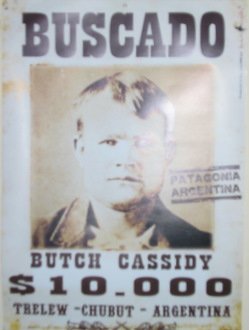 BUSCADO
PATAGONIA
ARGENTINA
BUTCH CASSIDY
$10.000
TRELEW - CHUBUT - ARGENTINA